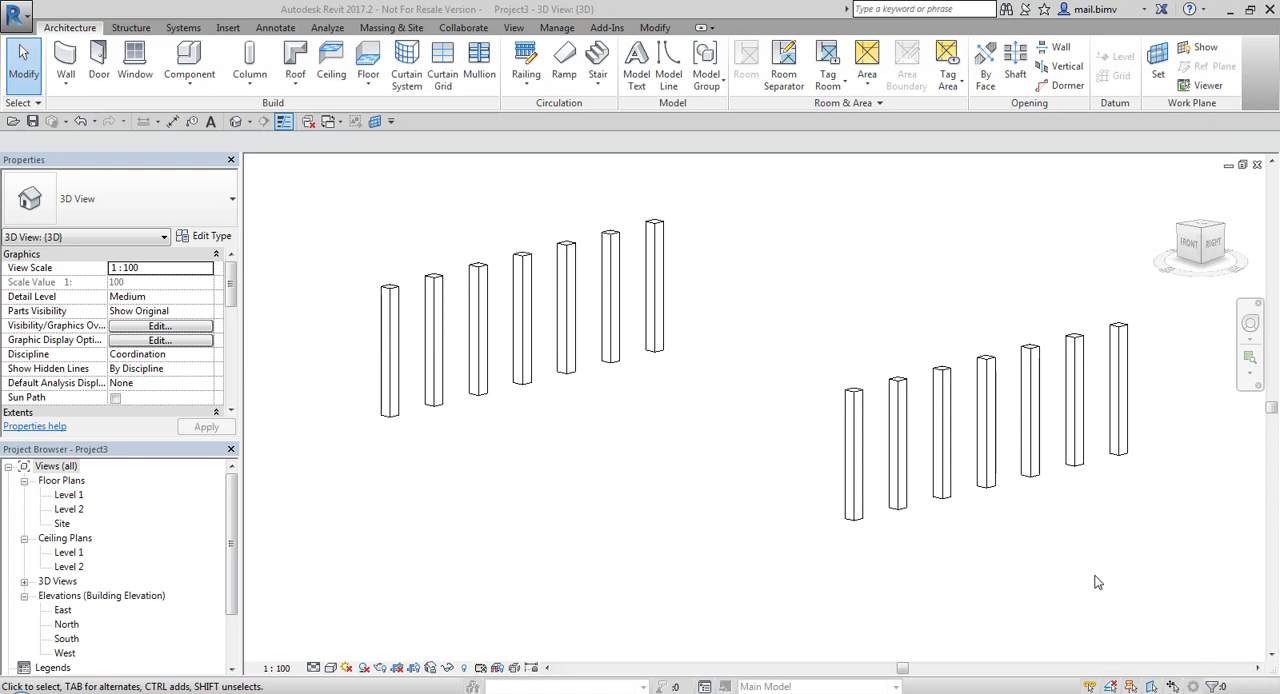 Autodesk Revit 2017.2 - Not For Resale Version - Project3 - 3D View: {3D}
Type a keyword or phrase
mail.bimv
Architecture Structure Systems Insert Annotate Analyze Massing & Site Collaborate View Manage Add-Ins Modify
Modify Wall Door Window Component Column Roof Ceiling Floor Curtain System Curtain Grid Mullion Railing Ramp Stair Model Text Model Line Model Group Room Room Separator Tag Room Area Area Boundary Tag Area By Face Shaft Wall Vertical Dormer Level Grid Set Show Ref Plane Viewer
Select Build Circulation Model Room & Area Opening Datum Work Plane
Properties
3D View
3D View: {3D} Edit Type
Graphics
View Scale 1 : 100
Scale Value 1: 100
Detail Level Medium
Parts Visibility Show Original
Visibility/Graphics Ov... Edit...
Graphic Display Opti... Edit...
Discipline Coordination
Show Hidden Lines By Discipline
Default Analysis Displ... None
Sun Path
Extents
Properties help Apply
Project Browser - Project3
Views (all)
Floor Plans
Level 1
Level 2
Site
Ceiling Plans
Level 1
Level 2
3D Views
Elevations (Building Elevation)
East
North
South
West
Legends
FRONT RIGHT
1 : 100
Click to select, TAB for alternates, CTRL adds, SHIFT unselects.
:0
Main Model
:0